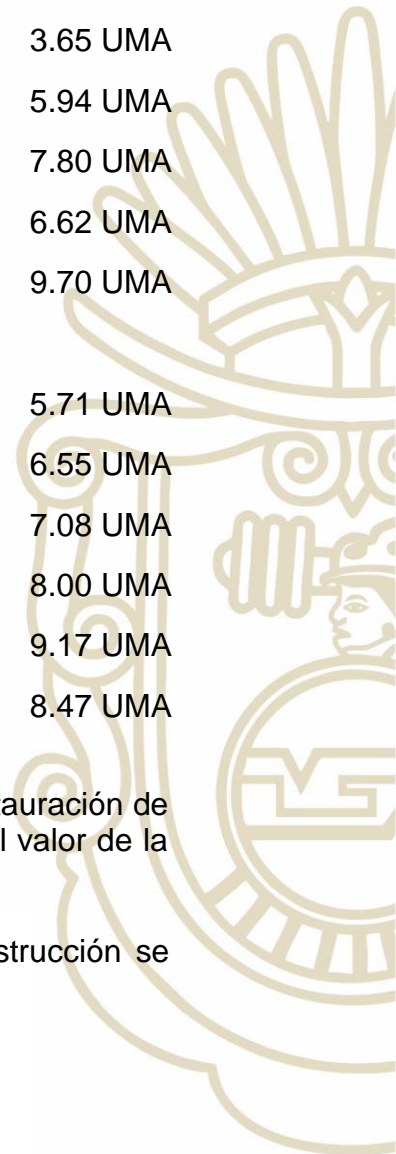 3.65 UMA
5.94 UMA
7.80 UMA
6.62 UMA
9.70 UMA
5.71 UMA
6.55 UMA
7.08 UMA
8.00 UMA
9.17 UMA
8.47 UMA
tauración de
l valor de la
strucción se